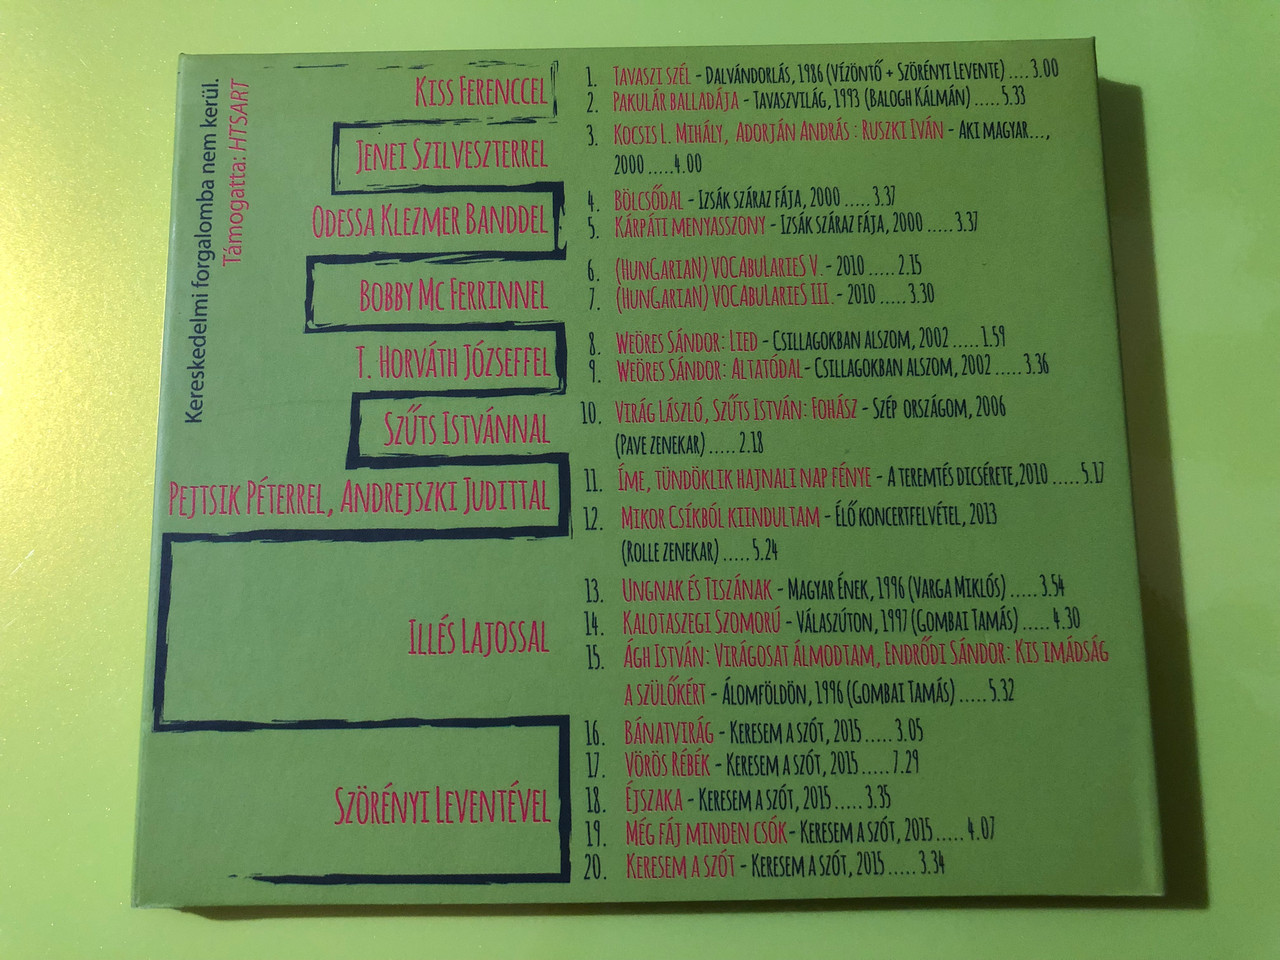 Kereskedelmi forgalomba nem kerül.
Támogatta: HTSART
Kiss Ferenccel
Jenei Szilveszterrel
Odessa Klezmer Banddel
Bobby Mc Ferrinnel
T. Horváth Józseffel
Szűts Istvánnal
Pejtsik Péterrel, Andrejszki Judittal
Illés Lajossal
Szörényi Leventével
1. Tavaszi szél - Dalvándorlás, 1986 (Vízöntő + Szörényi Levente) .... 3.00
2. Pakulár balladája - Tavaszvilág, 1993 (Balogh Kálmán) ..... 5.33
3. Kocsis L. Mihály, Adorján András : Ruszki Iván - Aki magyar...,
2000 .....4.00
4. Bölcsődal - Izsák száraz fája, 2000 ..... 3.37
5. Kárpáti menyasszony - Izsák száraz fája, 2000 ..... 3.37
6. (HunGariaN) VOCAbularieS V. - 2010 ..... 2.15
7. (HunGariaN) VOCAbularieS III. - 2010 ..... 3.30
8. Weöres Sándor: Lied - Csillagokban alszom, 2002 ..... 1.59
9. Weöres Sándor: Altatódal- Csillagokban alszom, 2002 ..... 3.36
10. Virág László, Szűts István: Fohász - Szép országom, 2006
(Pave zenekar) ..... 2.18
11. Íme, tündöklik hajnali nap fénye - A teremtés dicsérete,2010 ..... 5.17
12. Mikor Csíkból kiindultam - Élő koncertfelvétel, 2013
(Rolle zenekar) ..... 5.24
13. Ungnak és Tiszának - Magyar Ének, 1996 (Varga Miklós) ..... 3.54
14. Kalotaszegi Szomorú - Válaszúton, 1997 (Gombai Tamás) ..... 4.30
15. Ágh István: Virágosat álmodtam, Endrődi Sándor: Kis imádság
a szülőkért - Álomföldön, 1996 (Gombai Tamás) ..... 5.32
16. Bánatvirág - Keresem a szót, 2015 ..... 3.05
17. Vörös Rébék - Keresem a szót, 2015 ..... 7.29
18. Éjszaka - Keresem a szót, 2015 ..... 3.35
19. Még fáj minden csók- Keresem a szót, 2015 ..... 4.07
20. Keresem a szót - Keresem a szót, 2015 ..... 3.34